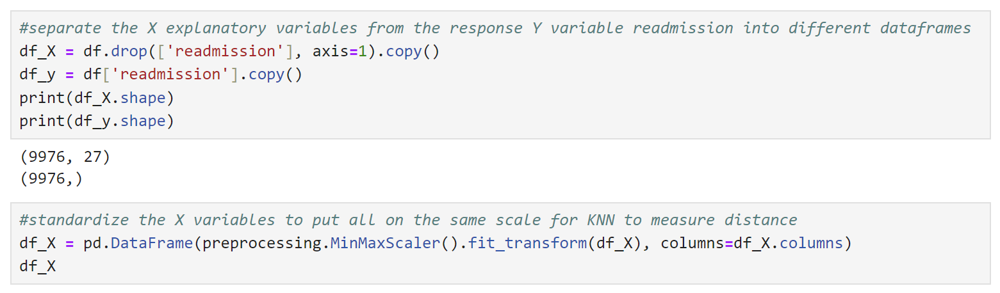 #separate the X explanatory variables from the response Y variable readmission into different dataframes
df_X = df.drop(['readmission'], axis=1).copy()
df_y = df['readmission'].copy()
print(df_X.shape)
print(df_y.shape)
(9976, 27)
(9976,)
#standardize the X variables to put all on the same scale for KNN to measure distance
df_X = pd.DataFrame(preprocessing.MinMaxScaler().fit_transform(df_X), columns=df_X.columns)
df_X